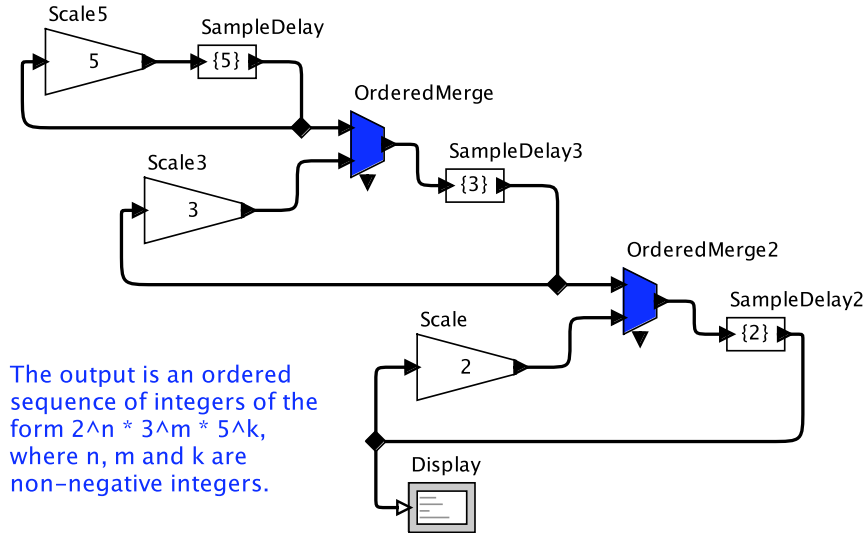 Scale5
SampleDelay
5
{5}
OrderedMerge
Scale3
SampleDelay3
3
{3}
OrderedMerge2
SampleDelay2
Scale
{2}
2
The output is an ordered
sequence of integers of the
form 2^n * 3^m * 5^k,
where n, m and k are
non-negative integers.
Display